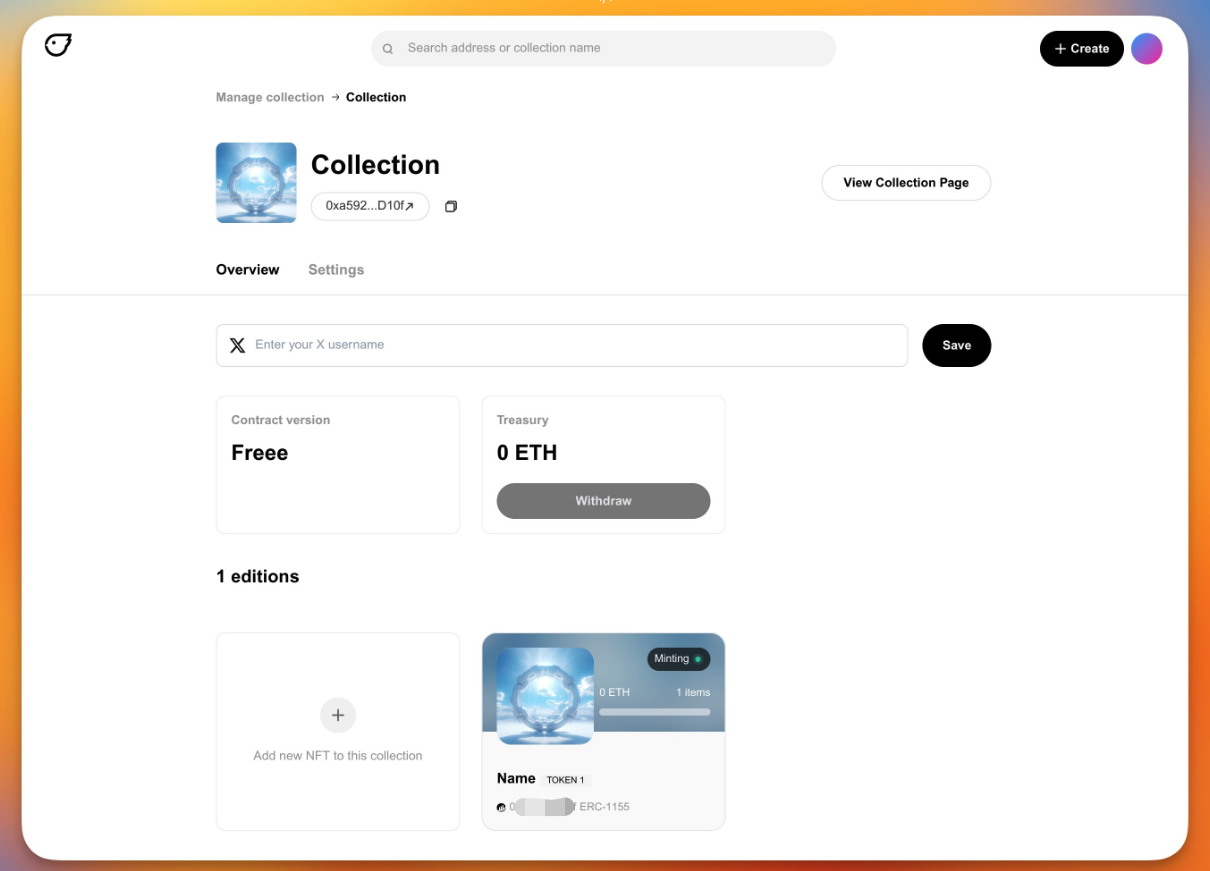 Search address or collection name
+ Create
Manage collection → Collection
Collection
0xa592...D10f↗
View Collection Page
Overview
Settings
Enter your X username
Save
Contract version
Freee
Treasury
0 ETH
Withdraw
1 editions
Minting
0 ETH
1 items
Add new NFT to this collection
Name
TOKEN 1
ERC-1155